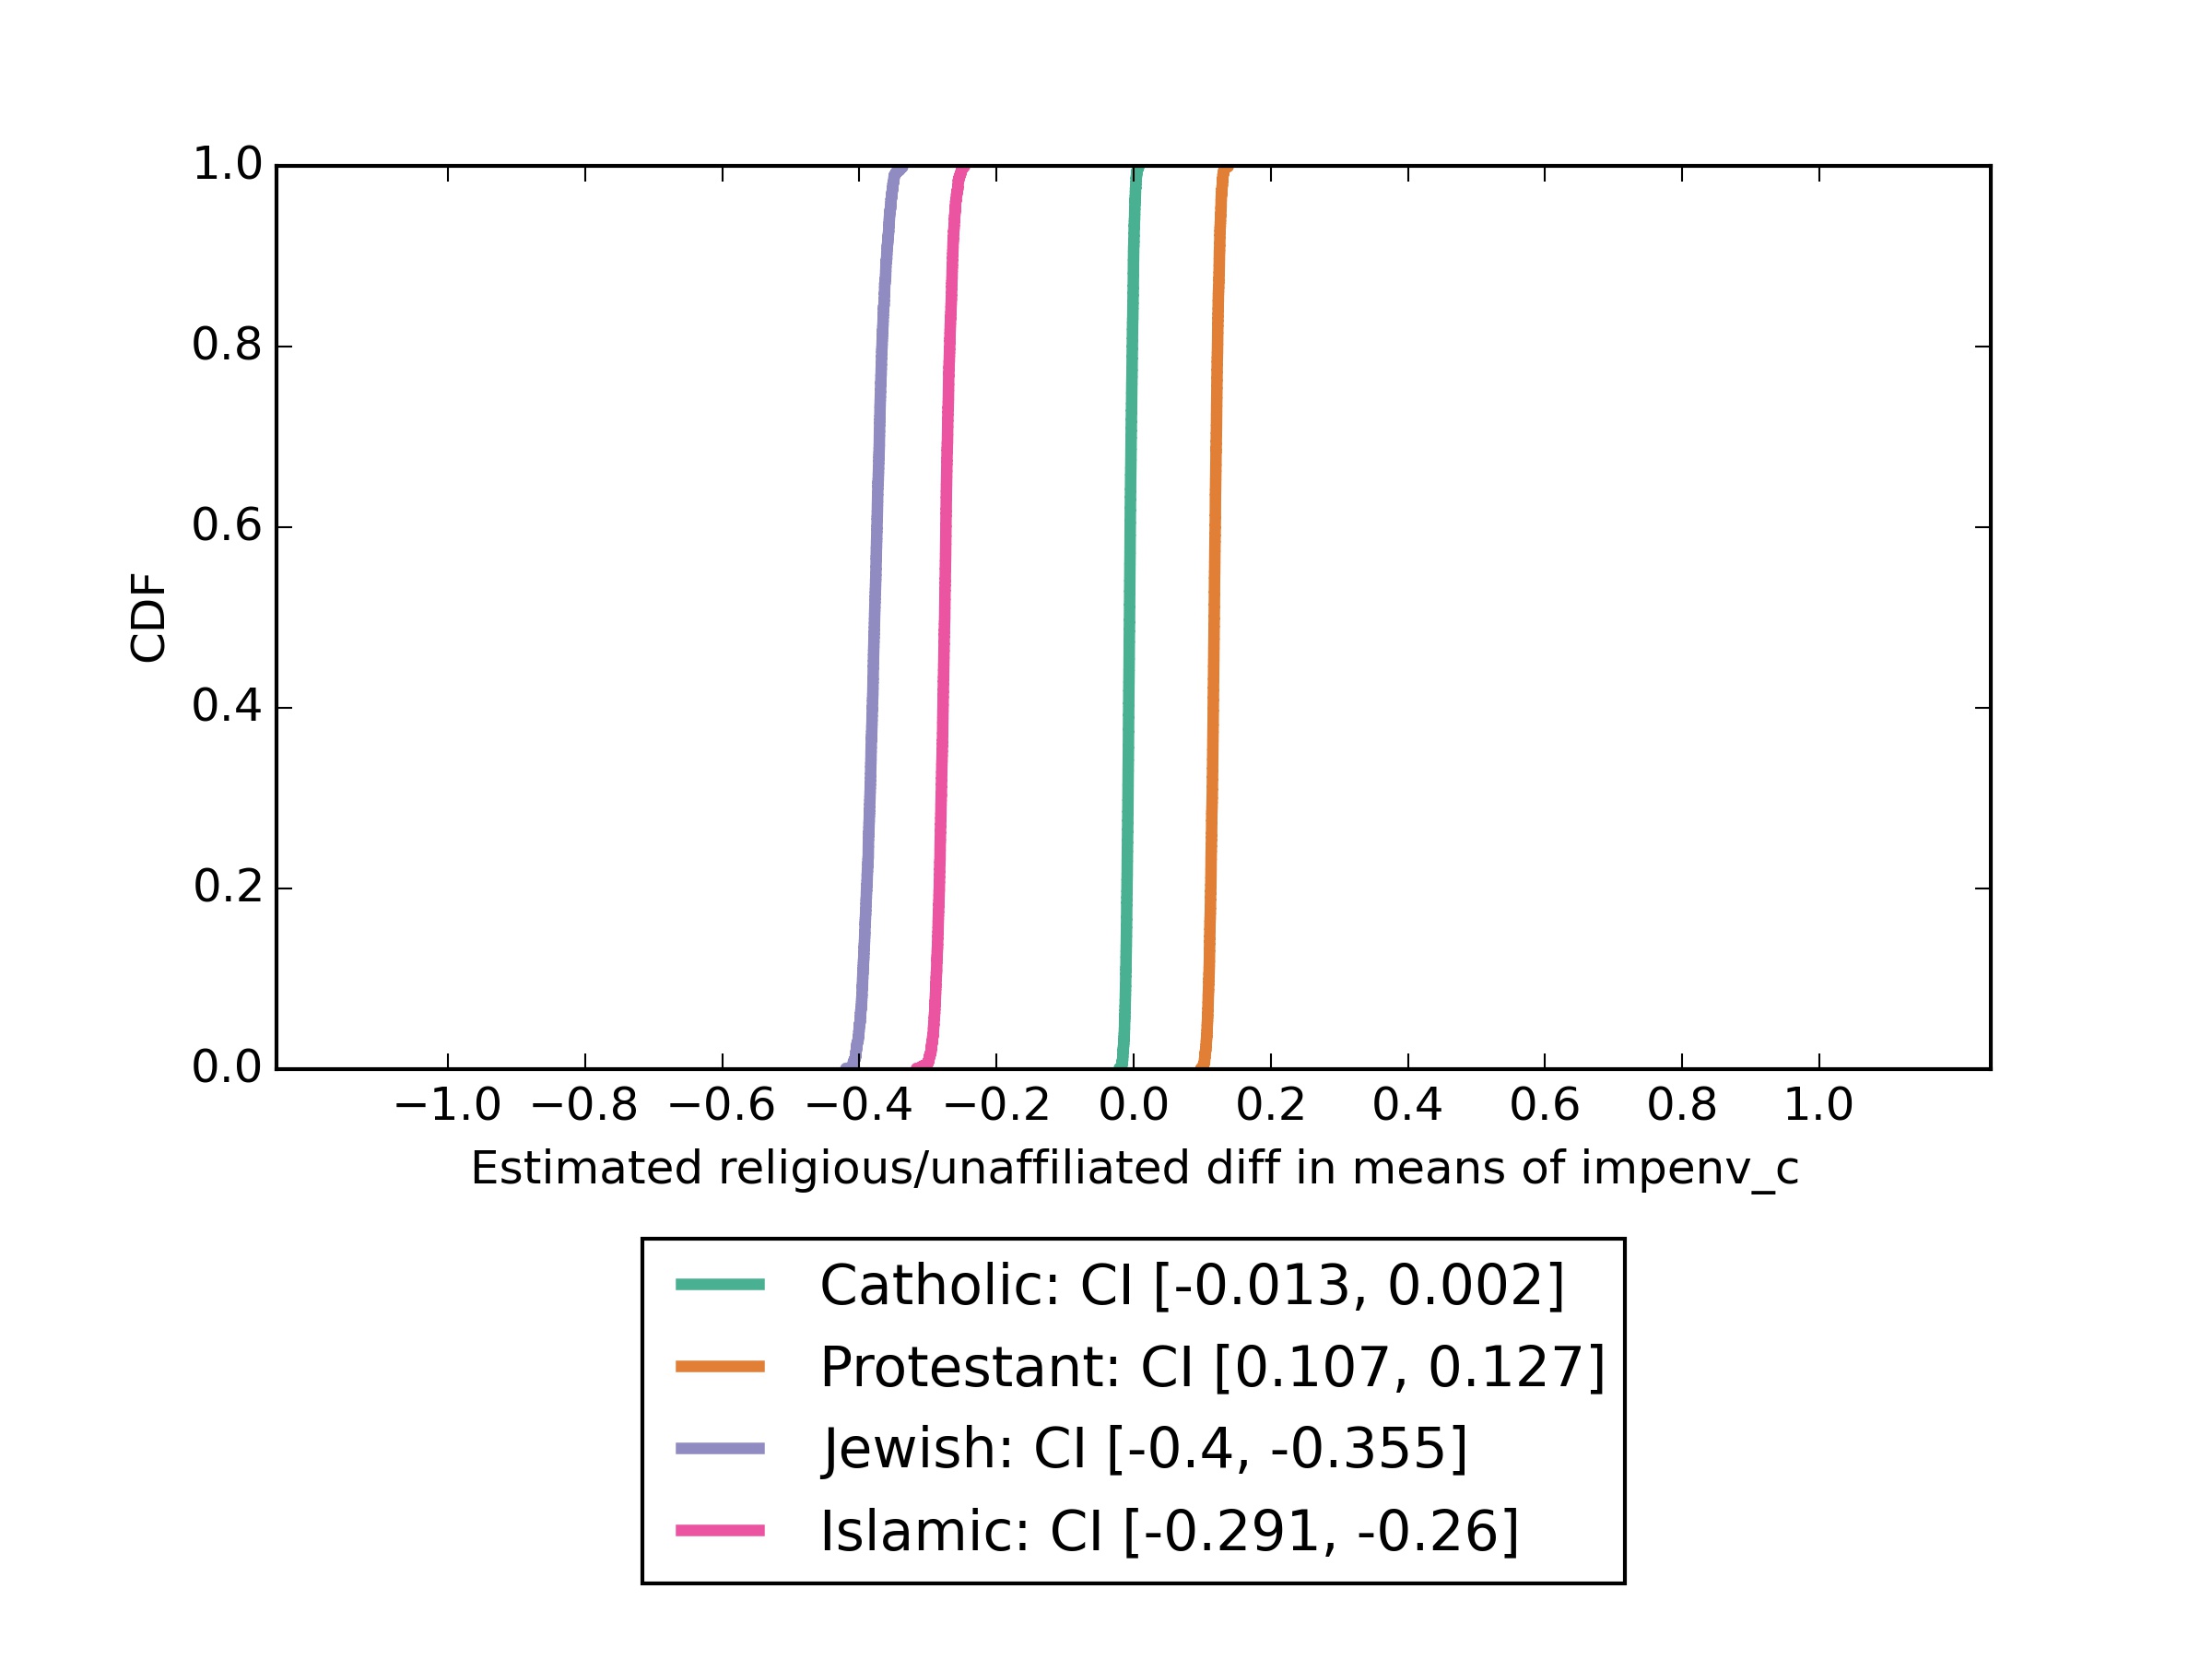 1.0
0.8
0.6
0.4
0.2
0.0
CDF
−1.0 −0.8 −0.6 −0.4 −0.2 0.0 0.2 0.4 0.6 0.8 1.0
Estimated religious/unaffiliated diff in means of impenv_c
Catholic: CI [-0.013, 0.002]
Protestant: CI [0.107, 0.127]
Jewish: CI [-0.4, -0.355]
Islamic: CI [-0.291, -0.26]